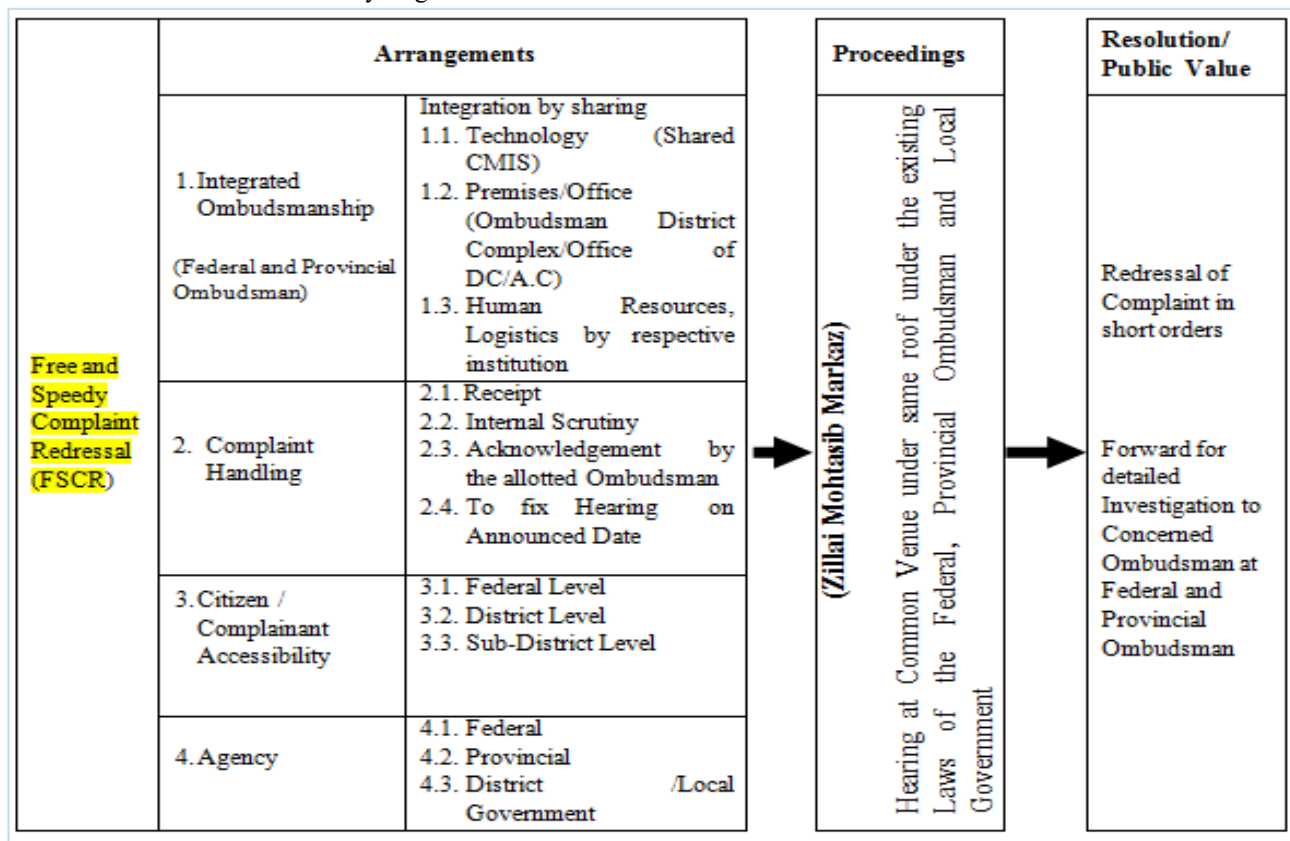 Arrangements
Proceedings
Resolution/
Public Value
Free and
Speedy
Complaint
Redressal
(FSCR)
1. Integrated
Ombudsmanship
(Federal and Provincial
Ombudsman)
Integration by sharing
1.1. Technology (Shared
CMIS)
1.2. Premises/Office
(Ombudsman District
Complex/Office of
DC/A.C)
1.3. Human Resources,
Logistics by respective
institution
2. Complaint
Handling
2.1. Receipt
2.2. Internal Scrutiny
2.3. Acknowledgement by
the allotted Ombudsman
2.4. To fix Hearing on
Announced Date
3. Citizen /
Complainant
Accessibility
3.1. Federal Level
3.2. District Level
3.3. Sub-District Level
4. Agency
4.1. Federal
4.2. Provincial
4.3. District /Local
Government
(Zillai Mohtasib Markaz)
Hearing at Common Venue under same roof under the existing
Laws of the Federal, Provincial Ombudsman and Local
Government
Redressal of
Complaint in
short orders
Forward for
detailed
Investigation to
Concerned
Ombudsman at
Federal and
Provincial
Ombudsman